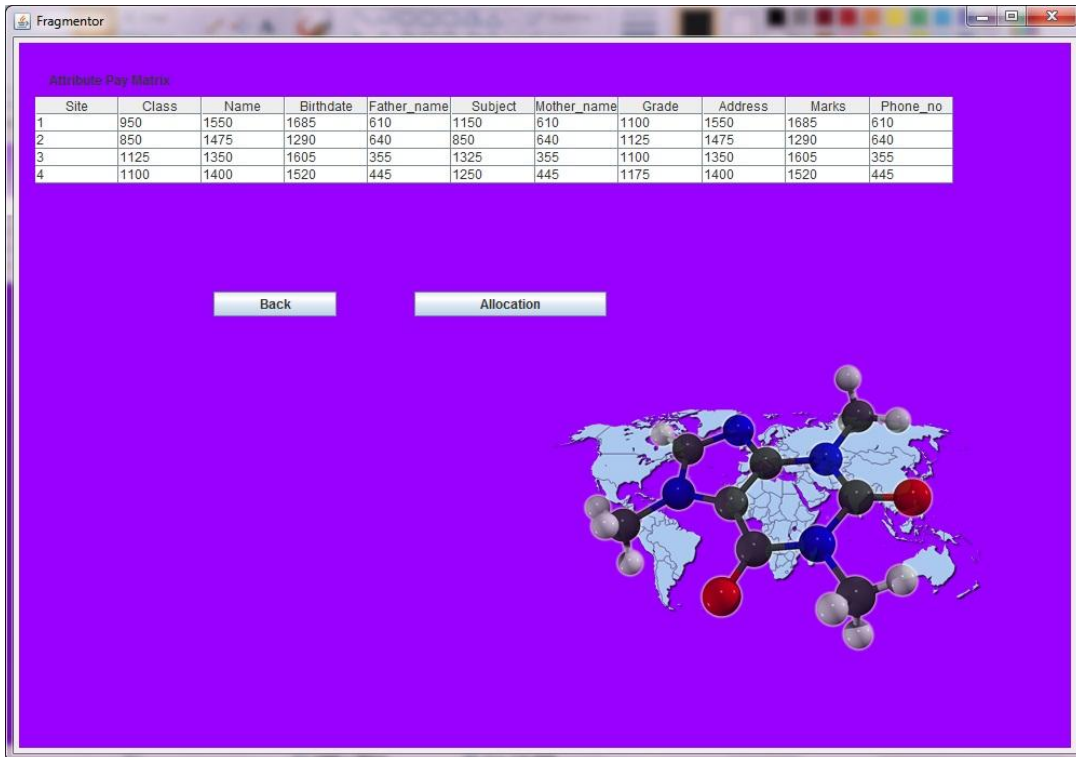 Fragmentor
Attribute Pay Matrix
Site Class Name Birthdate Father_name Subject Mother_name Grade Address Marks Phone_no
1 950 1550 1685 610 1150 610 1100 1550 1685 610
2 850 1475 1290 640 850 640 1125 1475 1290 640
3 1125 1350 1605 355 1325 355 1100 1350 1605 355
4 1100 1400 1520 445 1250 445 1175 1400 1520 445
Back Allocation